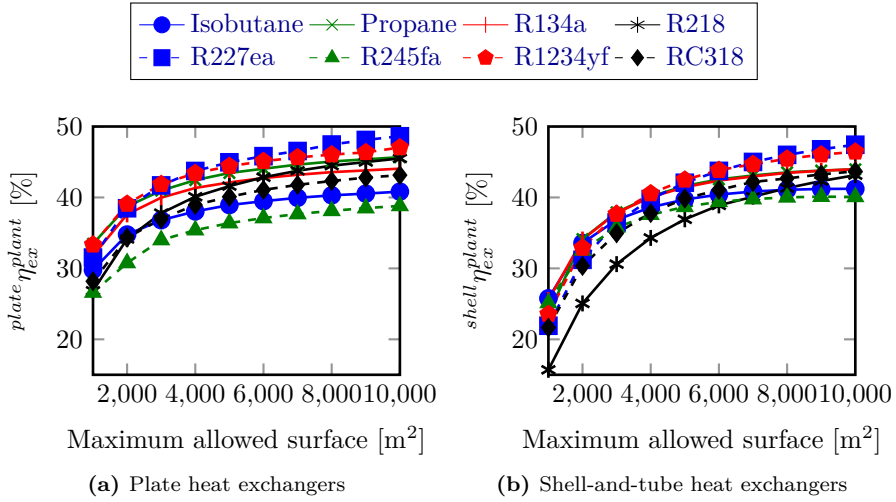 Isobutane Propane R134a R218
R227ea R245fa R1234yf RC318
50
40
30
20
2,000 4,000 6,000 8,000 10,000
plate η_ex^plant [%]
Maximum allowed surface [m²]
(a) Plate heat exchangers
50
40
30
20
2,000 4,000 6,000 8,000 10,000
shell η_ex^plant [%]
Maximum allowed surface [m²]
(b) Shell-and-tube heat exchangers